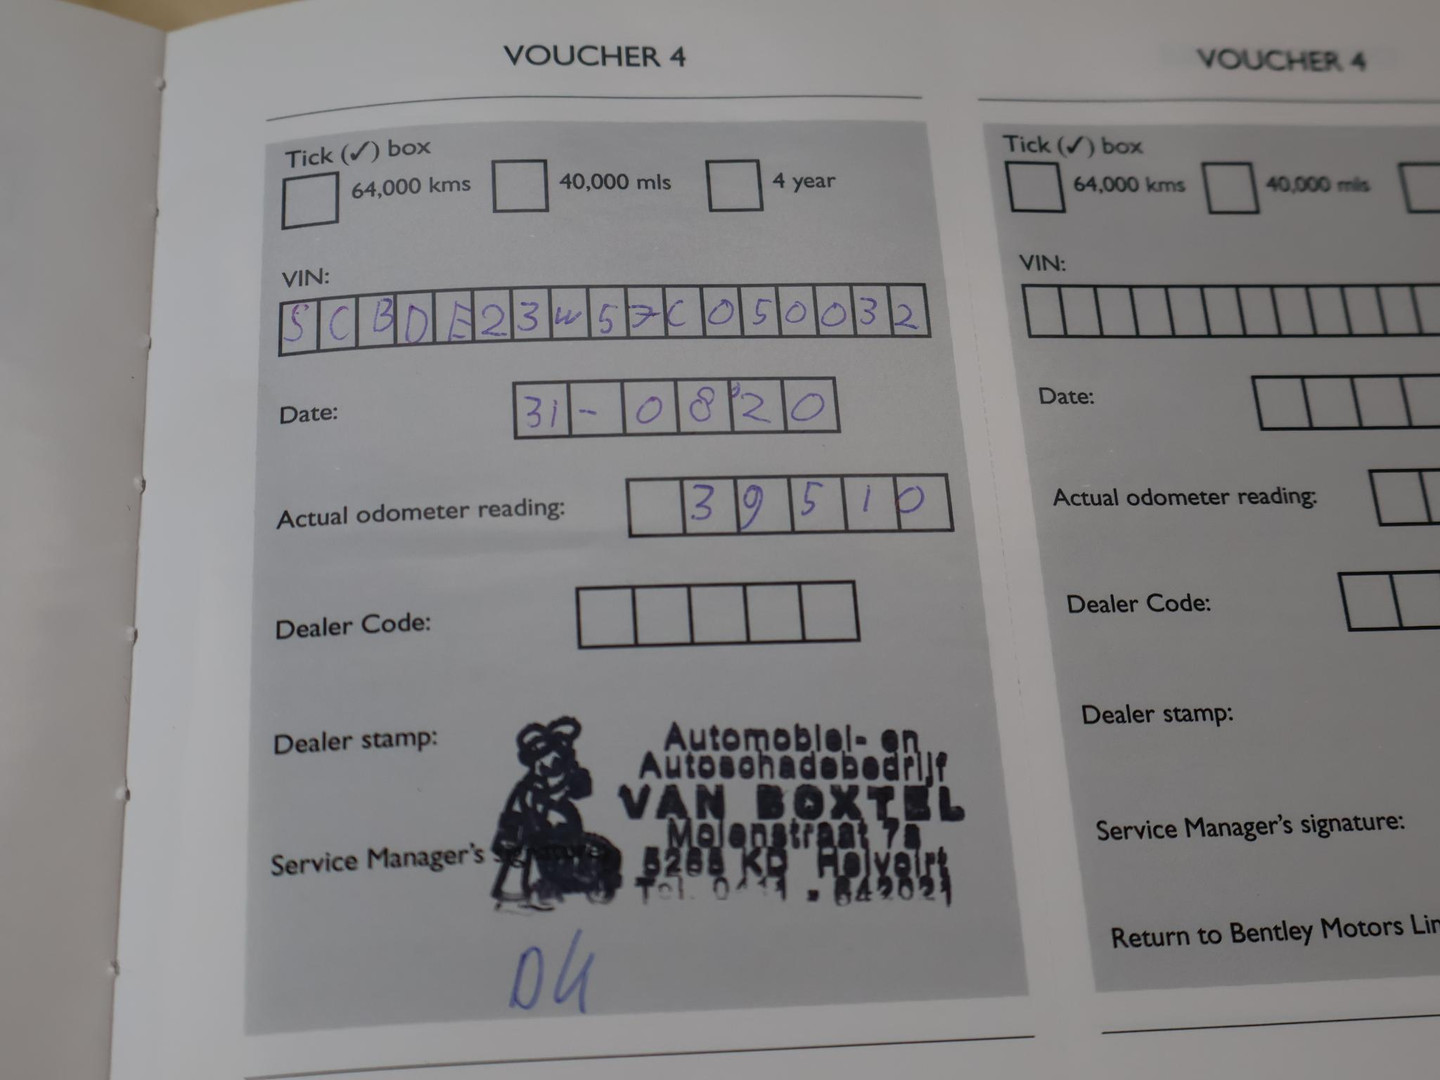 VOUCHER 4
Tick (✓) box
64,000 kms 40,000 mls 4 year
VIN:
SCBDE23W57C050032
Date: 31-0820
Actual odometer reading: 39510
Dealer Code:
Dealer stamp:
Automobiel- en
Autoschadebedrijf
VAN BOXTEL
Molenstraat 7a
KD Helvoirt
Tel.
Service Manager's
VOUCHER 4
Tick (✓) box
64,000 kms 40,000 mls
VIN:
Date:
Actual odometer reading:
Dealer Code:
Dealer stamp:
Service Manager's signature:
Return to Bentley Motors Lim